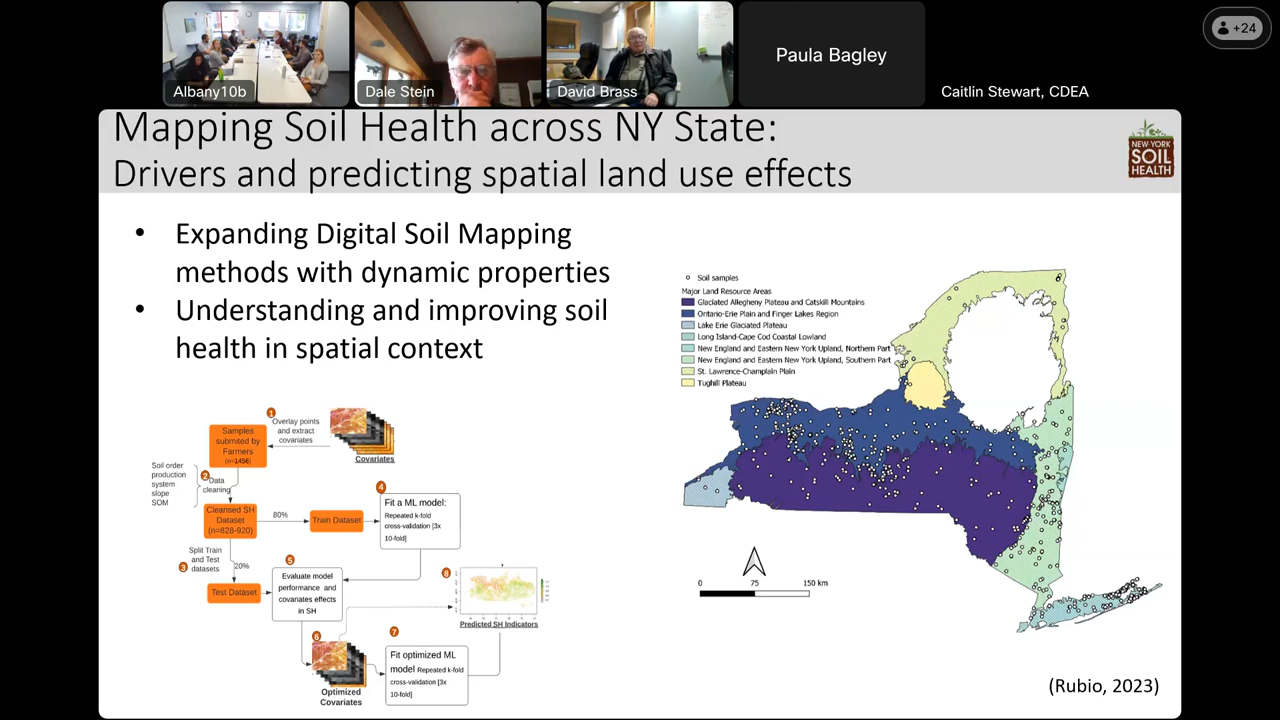 +24
Albany10b
Dale Stein
David Brass
Paula Bagley
Caitlin Stewart, CDEA
Mapping Soil Health across NY State:
Drivers and predicting spatial land use effects
NEW YORK
SOIL
HEALTH
• Expanding Digital Soil Mapping
methods with dynamic properties
• Understanding and improving soil
health in spatial context
1
Overlay points
and extract
covariates
Covariates
Samples
submited by
Farmers
(n=1456)
Soil order
production
system
slope
SOM
2
Data
cleaning
Cleansed SH
Dataset
(n=828-920)
80%
Train Dataset
4
Fit a ML model:
Repeated k-fold
cross-validation [3x
10-fold]
3
Split Train
and Test
datasets
20%
Test Dataset
5
Evaluate model
performance and
covariates effects
in SH
6
Optimized
Covariates
7
Fit optimized ML
model Repeated k-fold
cross-validation [3x
10-fold]
8
Predicted SH Indicators
Soil samples
Major Land Resource Areas
Glaciated Allegheny Plateau and Catskill Mountains
Ontario-Erie Plain and Finger Lakes Region
Lake Erie Glaciated Plateau
Long Island-Cape Cod Coastal Lowland
New England and Eastern New York Upland, Northern Part
New England and Eastern New York Upland, Southern Part
St. Lawrence-Champlain Plain
Tughill Plateau
0 75 150 km
(Rubio, 2023)